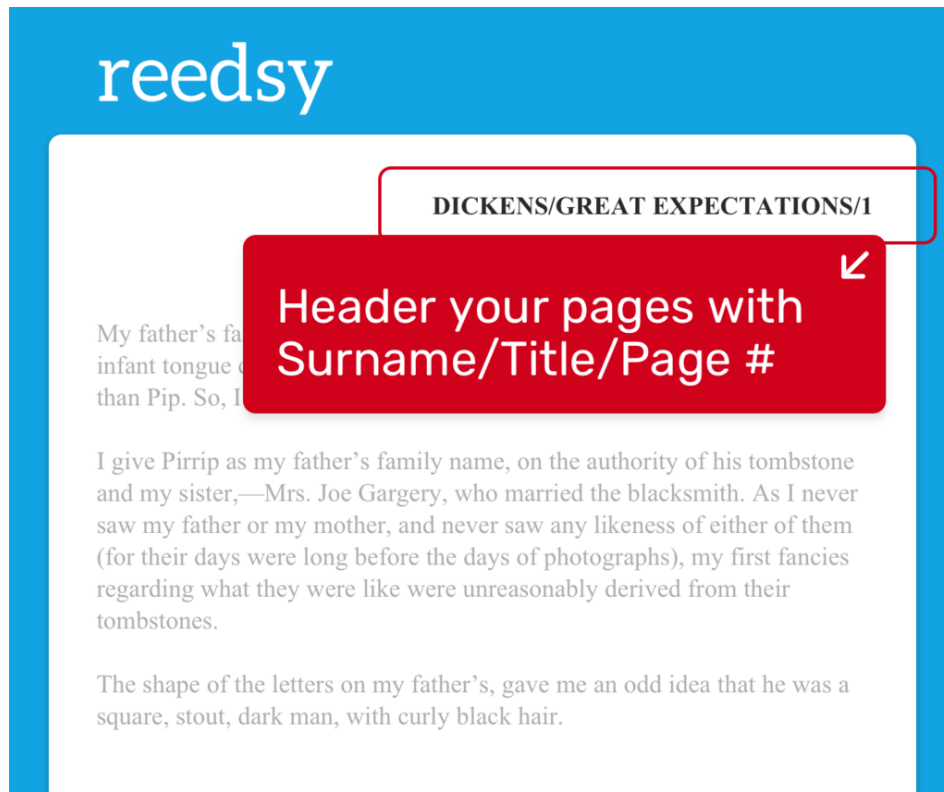 reedsy
DICKENS/GREAT EXPECTATIONS/1
Header your pages with
Surname/Title/Page #
My father’s fa
infant tongue
than Pip. So, I
I give Pirrip as my father’s family name, on the authority of his tombstone
and my sister,—Mrs. Joe Gargery, who married the blacksmith. As I never
saw my father or my mother, and never saw any likeness of either of them
(for their days were long before the days of photographs), my first fancies
regarding what they were like were unreasonably derived from their
tombstones.
The shape of the letters on my father’s, gave me an odd idea that he was a
square, stout, dark man, with curly black hair.